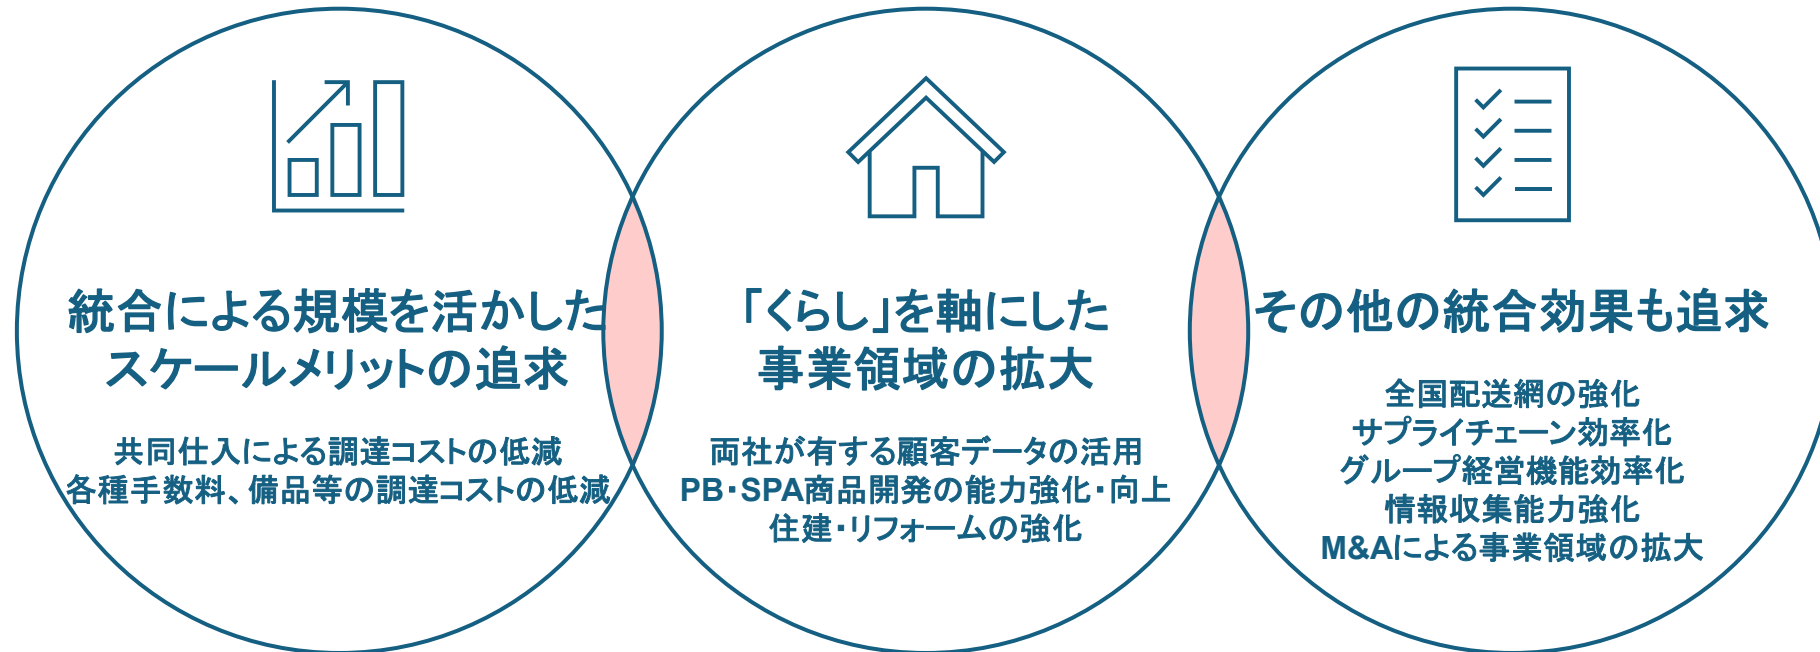 統合による規模を活かした
スケールメリットの追求
共同仕入による調達コストの低減
各種手数料、備品等の調達コストの低減
「くらし」を軸にした
事業領域の拡大
両社が有する顧客データの活用
PB・SPA商品開発の能力強化・向上
住建・リフォームの強化
その他の統合効果も追求
全国配送網の強化
サプライチェーン効率化
グループ経営機能効率化
情報収集能力強化
M&Aによる事業領域の拡大